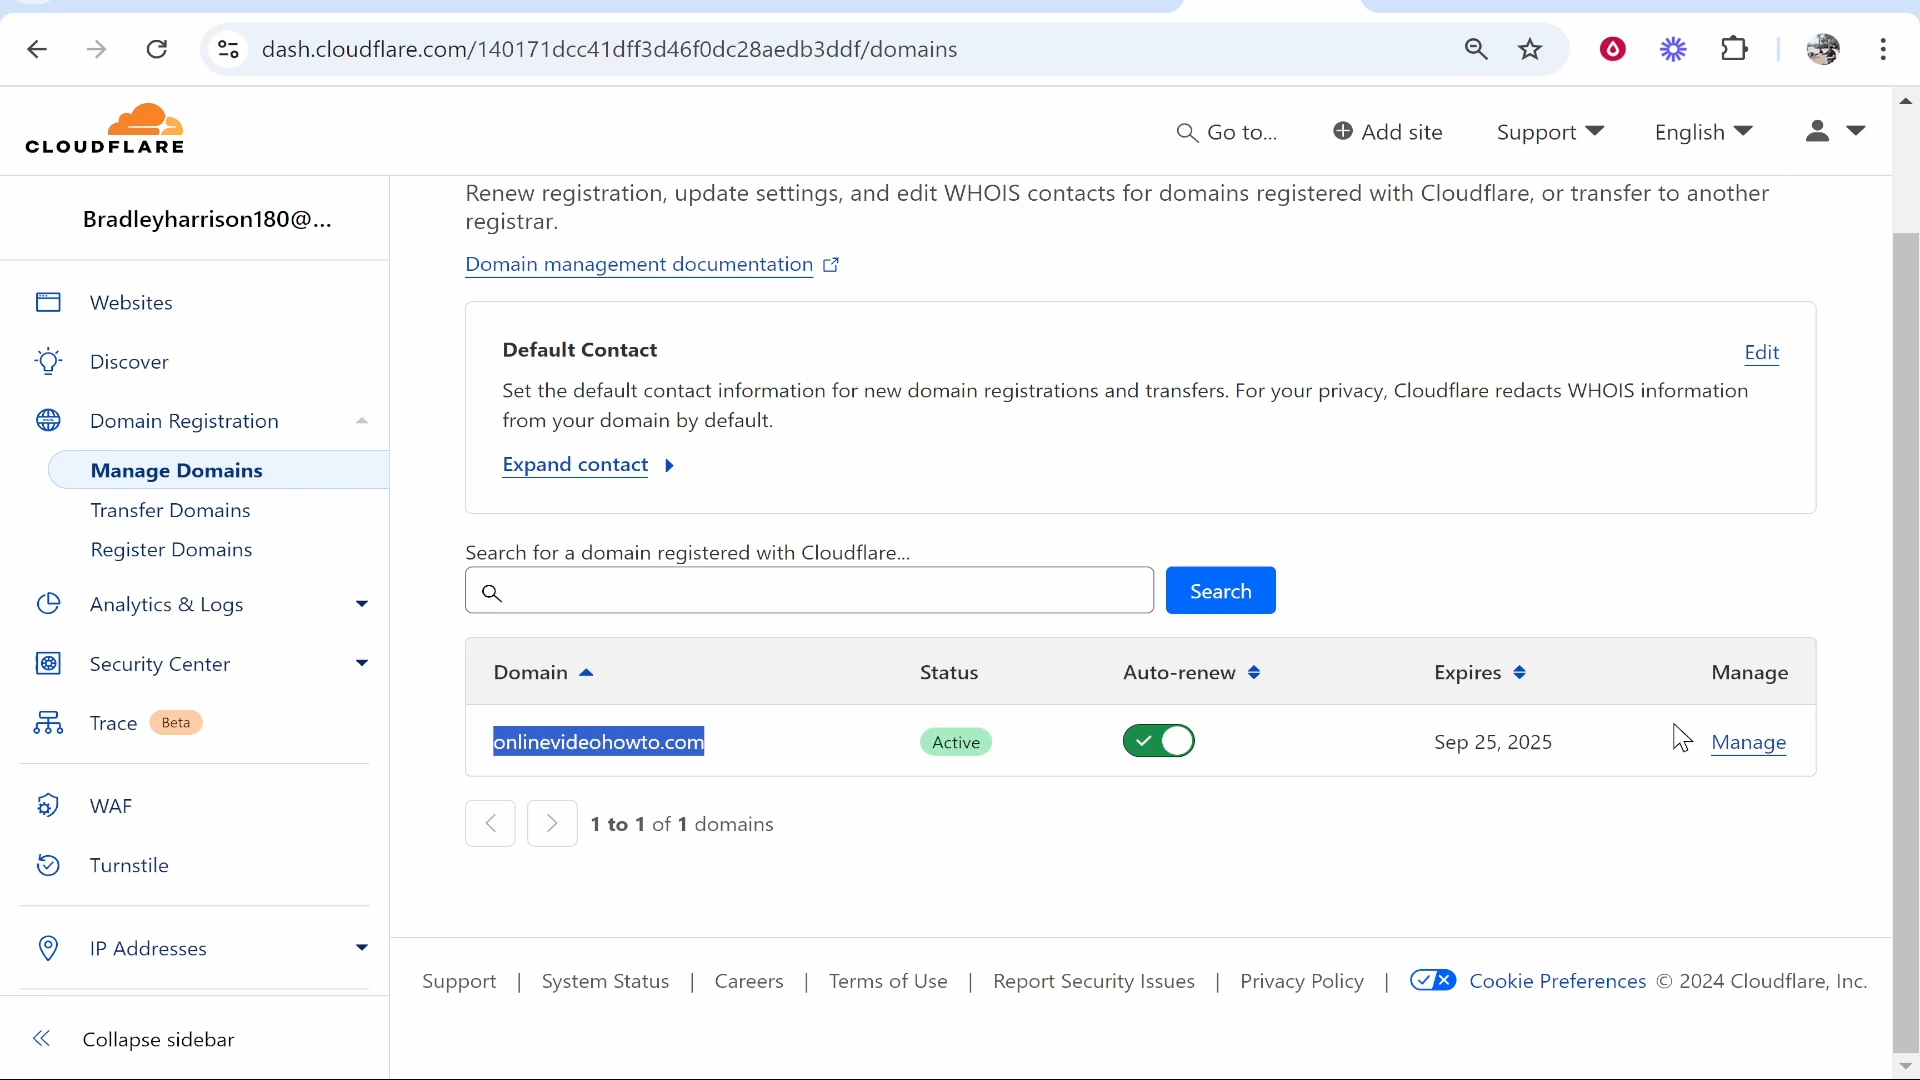 dash.cloudflare.com/140171dcc41dff3d46f0dc28aedb3ddf/domains
CLOUDFLARE
Go to...
Add site
Support
English
Bradleyharrison180@...
Websites
Discover
Domain Registration
Manage Domains
Transfer Domains
Register Domains
Analytics & Logs
Security Center
Trace Beta
WAF
Turnstile
IP Addresses
Collapse sidebar
Renew registration, update settings, and edit WHOIS contacts for domains registered with Cloudflare, or transfer to another
registrar.
Domain management documentation
Default Contact
Edit
Set the default contact information for new domain registrations and transfers. For your privacy, Cloudflare redacts WHOIS information
from your domain by default.
Expand contact
Search for a domain registered with Cloudflare...
Search
Domain Status Auto-renew Expires Manage
onlinevideohowto.com Active Sep 25, 2025 Manage
1 to 1 of 1 domains
Support | System Status | Careers | Terms of Use | Report Security Issues | Privacy Policy | Cookie Preferences © 2024 Cloudflare, Inc.